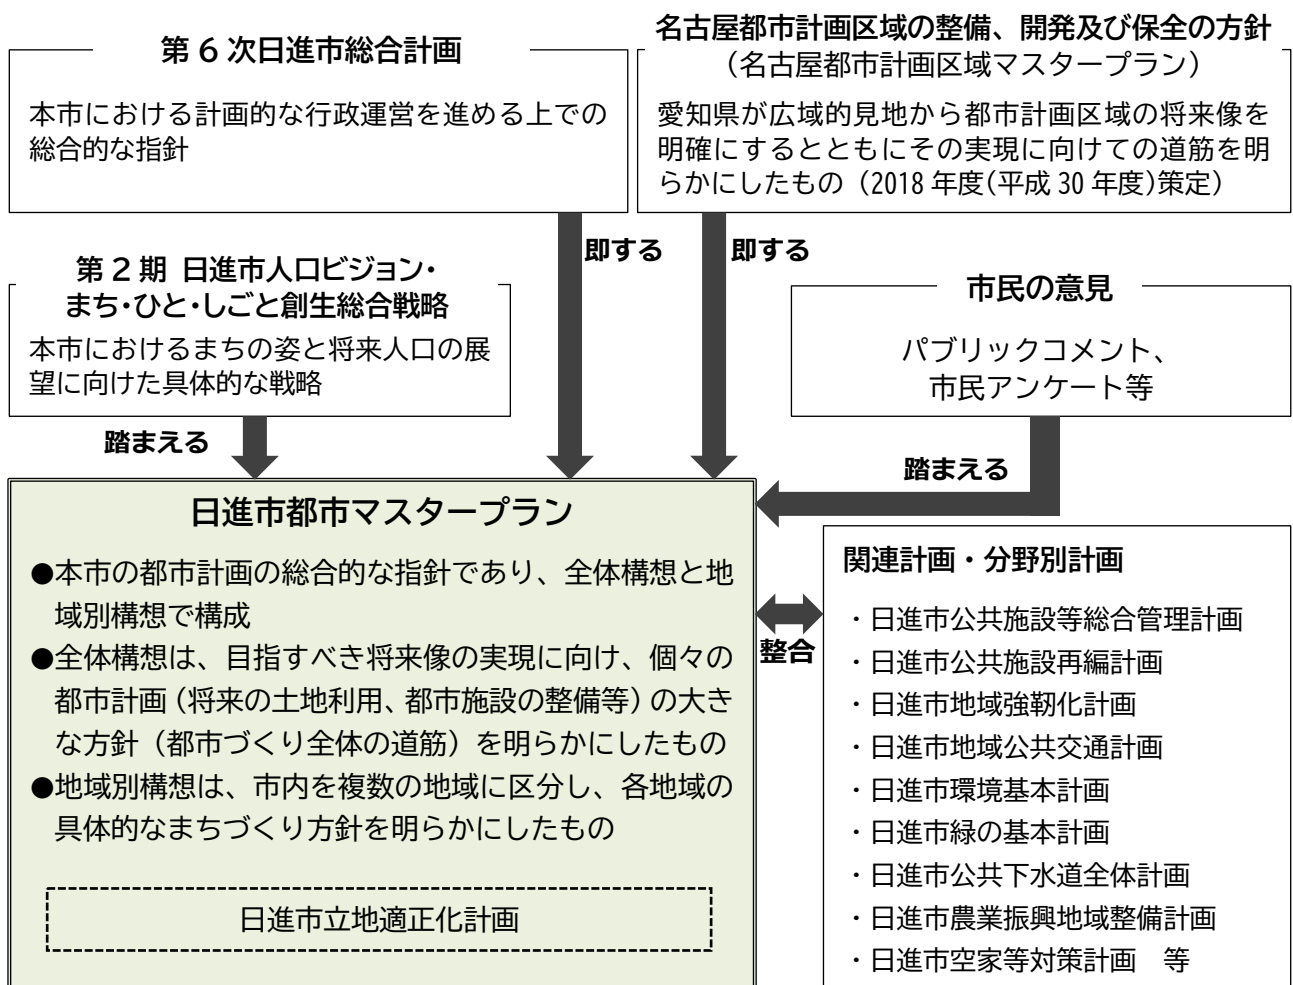 第6次日進市総合計画
本市における計画的な行政運営を進める上での
総合的な指針
名古屋都市計画区域の整備、開発及び保全の方針
（名古屋都市計画区域マスタープラン）
愛知県が広域的見地から都市計画区域の将来像を
明確にするとともにその実現に向けての道筋を明
らかにしたもの（2018年度(平成30年度)策定）
即する
即する
第2期 日進市人口ビジョン・
まち・ひと・しごと創生総合戦略
本市におけるまちの姿と将来人口の展
望に向けた具体的な戦略
市民の意見
パブリックコメント、
市民アンケート等
踏まえる
踏まえる
日進市都市マスタープラン
●本市の都市計画の総合的な指針であり、全体構想と地
域別構想で構成
●全体構想は、目指すべき将来像の実現に向け、個々の
都市計画（将来の土地利用、都市施設の整備等）の大き
な方針（都市づくり全体の道筋）を明らかにしたもの
●地域別構想は、市内を複数の地域に区分し、各地域の
具体的なまちづくり方針を明らかにしたもの
日進市立地適正化計画
整合
関連計画・分野別計画
・日進市公共施設等総合管理計画
・日進市公共施設再編計画
・日進市地域強靱化計画
・日進市地域公共交通計画
・日進市環境基本計画
・日進市緑の基本計画
・日進市公共下水道全体計画
・日進市農業振興地域整備計画
・日進市空家等対策計画　等